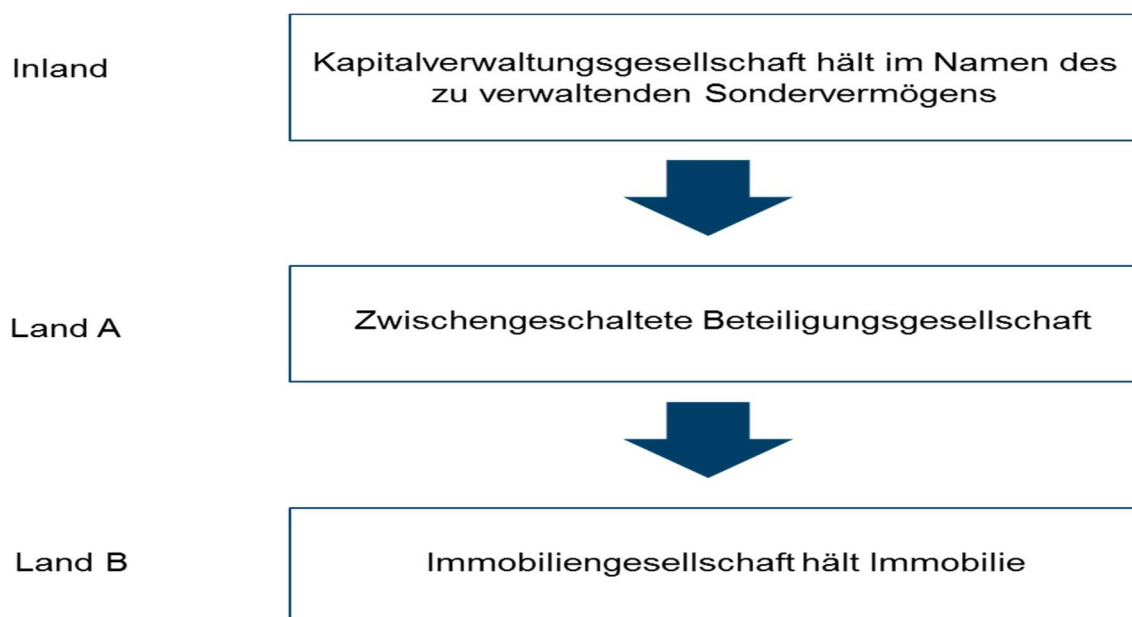 Inland
Kapitalverwaltungsgesellschaft hält im Namen des
zu verwaltenden Sondervermögens
Land A
Zwischengeschaltete Beteiligungsgesellschaft
Land B
Immobiliengesellschaft hält Immobilie